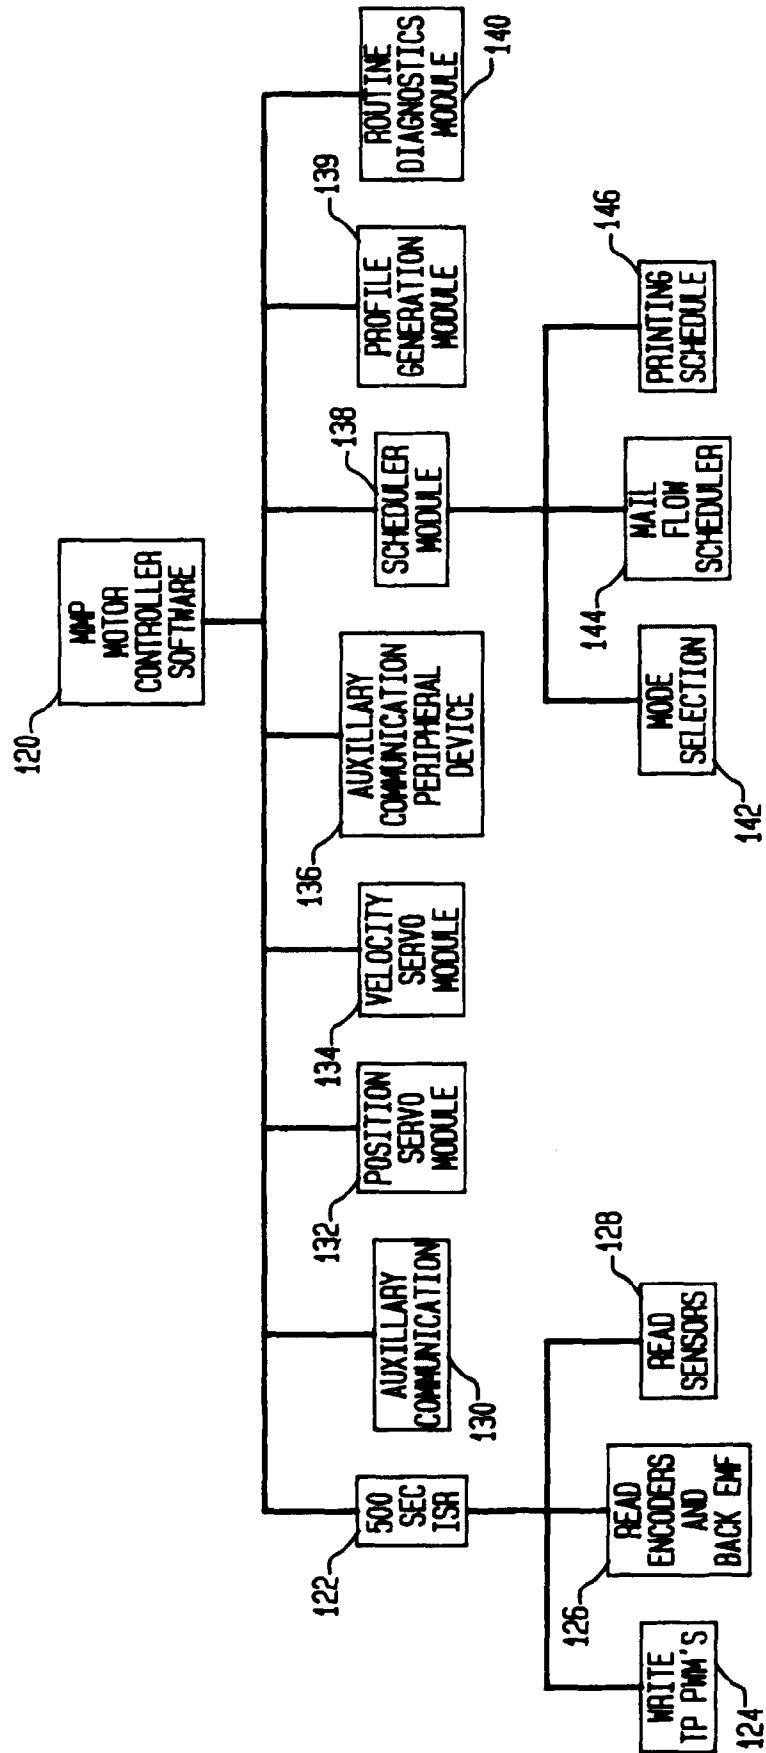 120
MMP
MOTOR
CONTROLLER
SOFTWARE
122
500
SEC
ISR
AUXILLARY
COMMUNICATION
130
132
POSITION
SERVO
MODULE
134
VELOCITY
SERVO
MODULE
136
AUXILLARY
COMMUNICATION
PERIPHERAL
DEVICE
138
SCHEDULER
MODULE
139
PROFILE
GENERATION
MODULE
ROUTINE
DIAGNOSTICS
MODULE
140
WRITE
TP PWM'S
124
126
READ
ENCODERS
AND
BACK EMF
128
READ
SENSORS
MODE
SELECTION
142
144
MAIL
FLOW
SCHEDULER
146
PRINTING
SCHEDULE